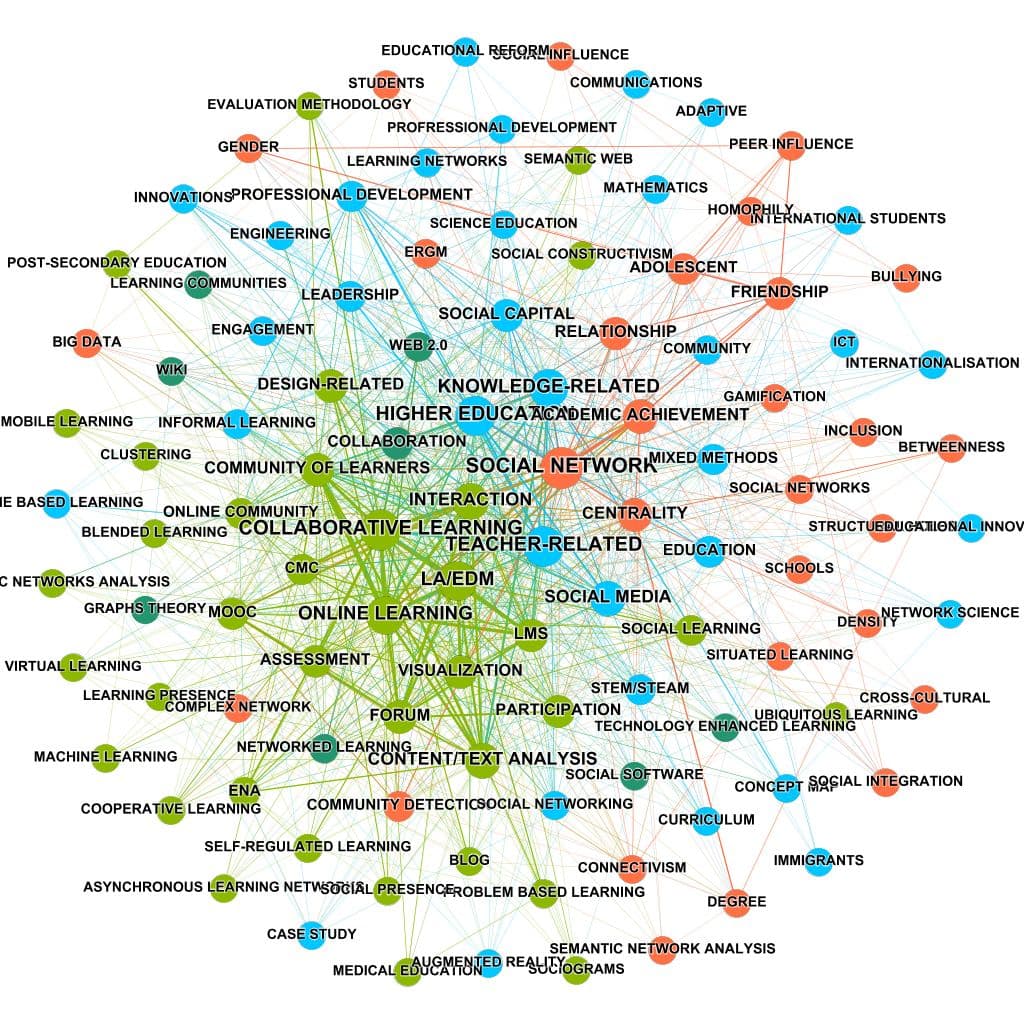 EDUCATIONAL REFORM
SOCIAL INFLUENCE
STUDENTS
COMMUNICATIONS
EVALUATION METHODOLOGY
ADAPTIVE
PROFRESSIONAL DEVELOPMENT
GENDER
PEER INFLUENCE
LEARNING NETWORKS
SEMANTIC WEB
INNOVATIONS
PROFESSIONAL DEVELOPMENT
MATHEMATICS
HOMOPHILY
INTERNATIONAL STUDENTS
ENGINEERING
SCIENCE EDUCATION
ERGM
SOCIAL CONSTRUCTIVISM
POST-SECONDARY EDUCATION
ADOLESCENT
LEARNING COMMUNITIES
BULLYING
LEADERSHIP
FRIENDSHIP
SOCIAL CAPITAL
ENGAGEMENT
RELATIONSHIP
BIG DATA
WEB 2.0
COMMUNITY
ICT
WIKI
INTERNATIONALISATION
DESIGN-RELATED
KNOWLEDGE-RELATED
GAMIFICATION
MOBILE LEARNING
INFORMAL LEARNING
HIGHER EDUCATION
ACADEMIC ACHIEVEMENT
COLLABORATION
INCLUSION
CLUSTERING
BETWEENNESS
COMMUNITY OF LEARNERS
SOCIAL NETWORK
MIXED METHODS
SOCIAL NETWORKS
E BASED LEARNING
INTERACTION
ONLINE COMMUNITY
CENTRALITY
BLENDED LEARNING
COLLABORATIVE LEARNING
EDUCATIONAL INNOV
TEACHER-RELATED
EDUCATION
CMC
SCHOOLS
C NETWORKS ANALYSIS
LA/EDM
SOCIAL MEDIA
GRAPHS THEORY
MOOC
ONLINE LEARNING
NETWORK SCIENCE
DENSITY
LMS
SOCIAL LEARNING
SITUATED LEARNING
VIRTUAL LEARNING
ASSESSMENT
VISUALIZATION
STEM/STEAM
LEARNING PRESENCE
CROSS-CULTURAL
COMPLEX NETWORK
FORUM
PARTICIPATION
UBIQUITOUS LEARNING
TECHNOLOGY ENHANCED LEARNING
NETWORKED LEARNING
MACHINE LEARNING
CONTENT/TEXT ANALYSIS
SOCIAL SOFTWARE
CONCEPT MAP
SOCIAL INTEGRATION
ENA
COOPERATIVE LEARNING
COMMUNITY DETECTION
SOCIAL NETWORKING
CURRICULUM
SELF-REGULATED LEARNING
BLOG
IMMIGRANTS
CONNECTIVISM
ASYNCHRONOUS LEARNING NETWORKS
SOCIAL PRESENCE
PROBLEM BASED LEARNING
DEGREE
CASE STUDY
SEMANTIC NETWORK ANALYSIS
AUGMENTED REALITY
MEDICAL EDUCATION
SOCIOGRAMS